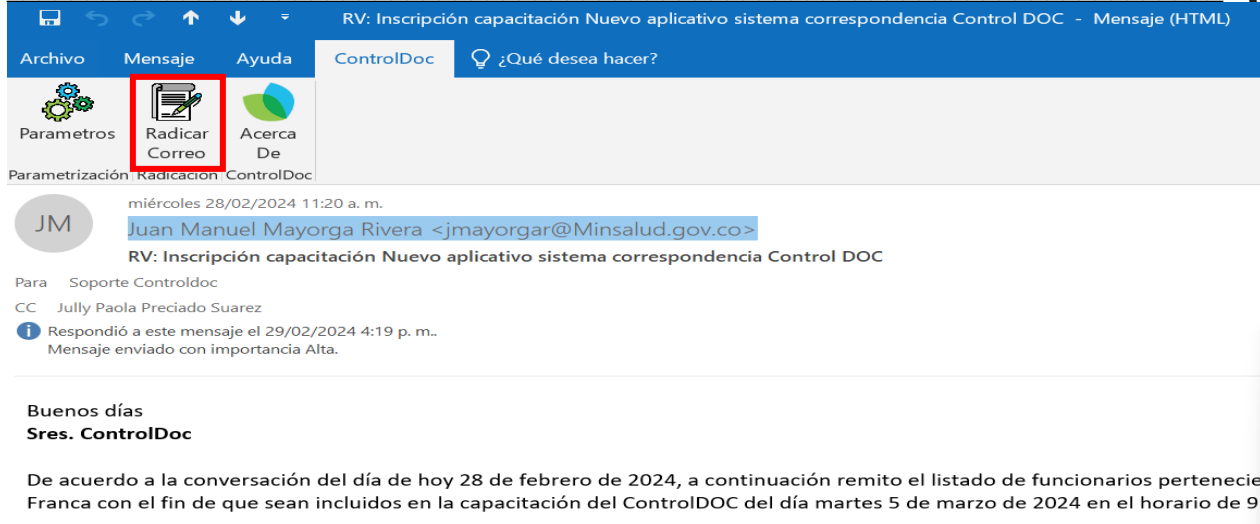 RV: Inscripción capacitación Nuevo aplicativo sistema correspondencia Control DOC - Mensaje (HTML)
Archivo Mensaje Ayuda ControlDoc ¿Qué desea hacer?
Parametros Radicar Correo Acerca De
Parametrización Radicación ControlDoc
miércoles 28/02/2024 11:20 a. m.
JM Juan Manuel Mayorga Rivera <jmayorgar@Minsalud.gov.co>
RV: Inscripción capacitación Nuevo aplicativo sistema correspondencia Control DOC
Para Soporte Controldoc
CC Jully Paola Preciado Suarez
Respondió a este mensaje el 29/02/2024 4:19 p. m..
Mensaje enviado con importancia Alta.
Buenos días
Sres. ControlDoc
De acuerdo a la conversación del día de hoy 28 de febrero de 2024, a continuación remito el listado de funcionarios pertenecie
Franca con el fin de que sean incluidos en la capacitación del ControlDOC del día martes 5 de marzo de 2024 en el horario de 9